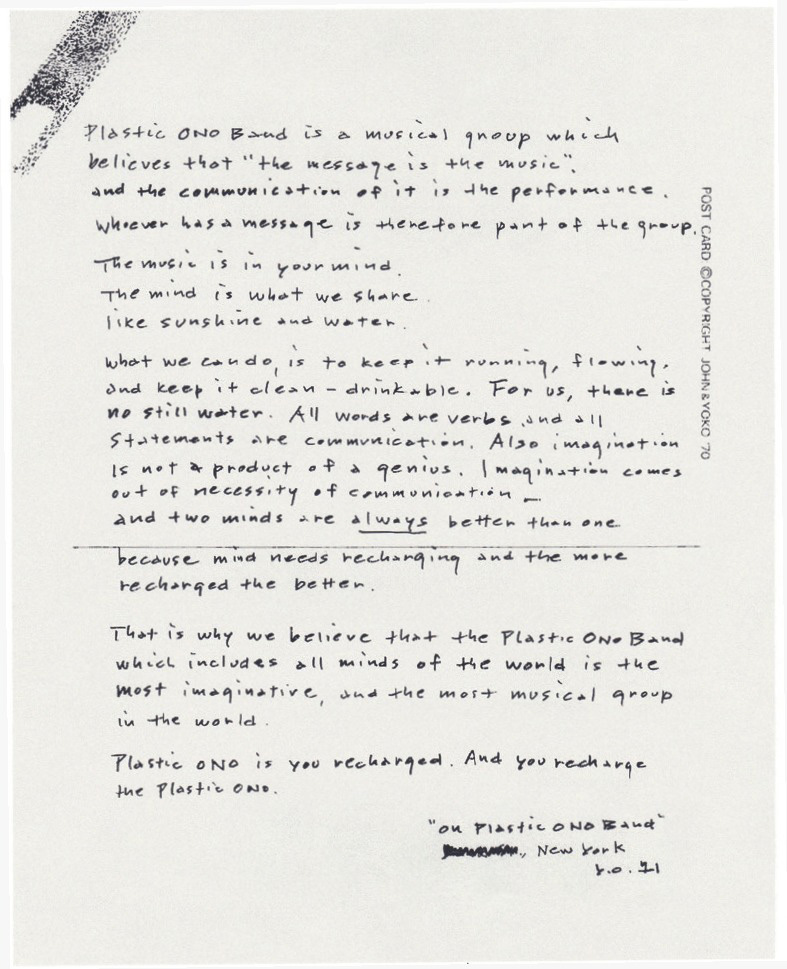 Plastic ONO Band is a musical group which
believes that "the message is the music".
and the communication of it is the performance.
Whoever has a message is therefore part of the group.
The music is in your mind.
The mind is what we share.
like sunshine and water.
What we can do, is to keep it running, flowing,
and keep it clean – drinkable. For us, there is
no still water. All words are verbs and all
statements are communication. Also imagination
is not a product of a genius. Imagination comes
out of necessity of communication –
and two minds are always better than one
because mind needs recharging and the more
recharged the better.
That is why we believe that the Plastic ONO Band
which includes all minds of the world is the
most imaginative, and the most musical group
in the world.
Plastic ONO is you recharged. And you recharge
the Plastic ONO.
"on Plastic ONO Band"
, New York
y.o. 71
POST CARD ©COPYRIGHT JOHN & YOKO '70